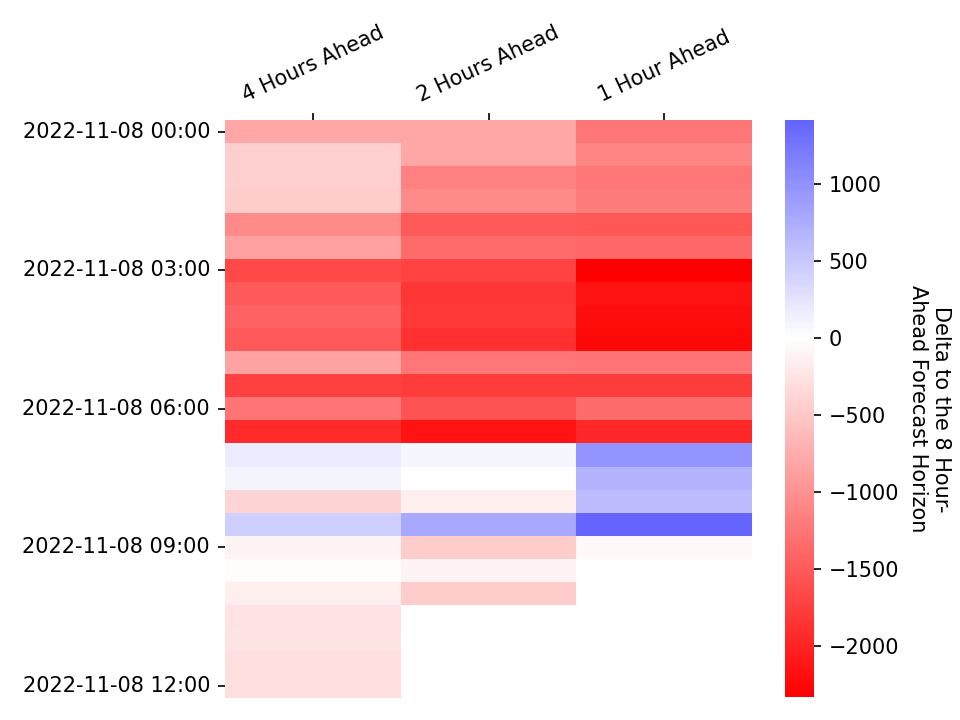 4 Hours Ahead
2 Hours Ahead
1 Hour Ahead
2022-11-08 00:00
2022-11-08 03:00
2022-11-08 06:00
2022-11-08 09:00
2022-11-08 12:00
1000
500
0
−500
−1000
−1500
−2000
Delta to the 8 Hour-
Ahead Forecast Horizon